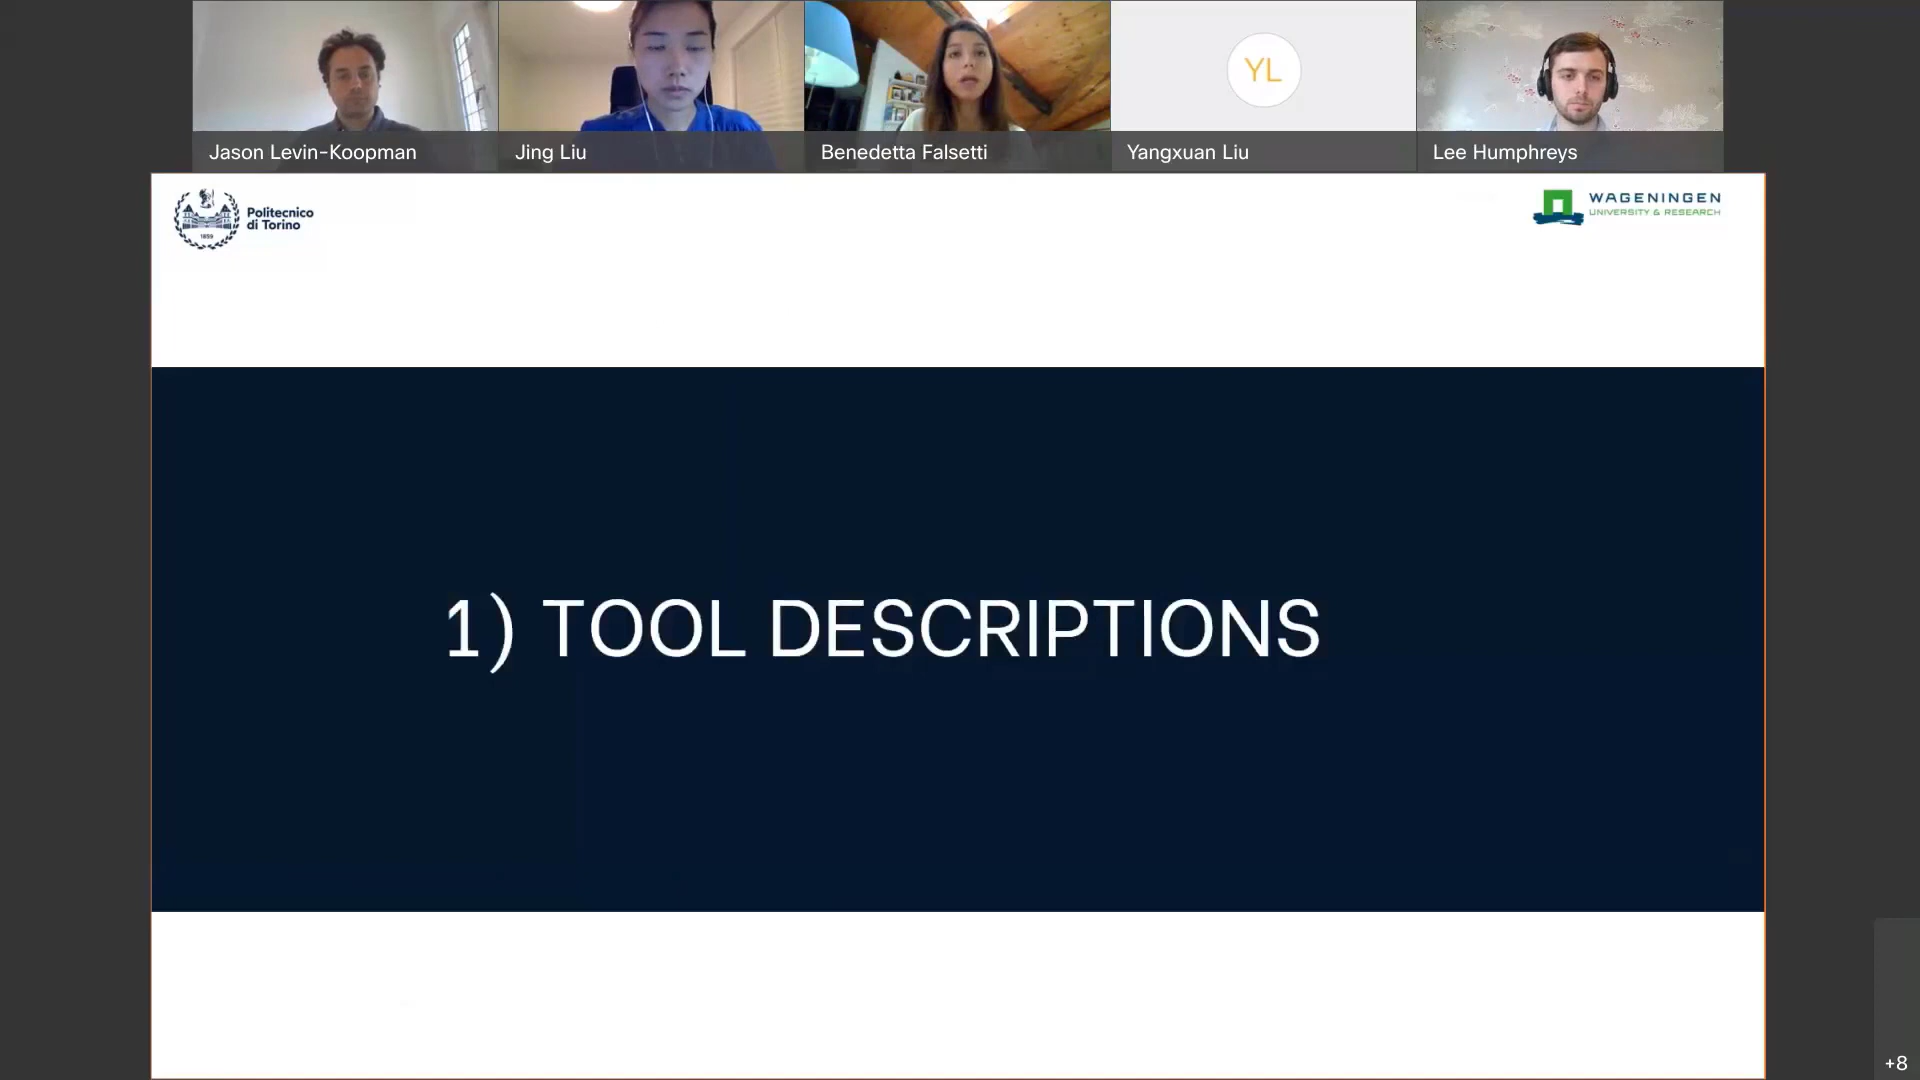 YL
Jason Levin-Koopman
Jing Liu
Benedetta Falsetti
Yangxuan Liu
Lee Humphreys
Politecnico
di Torino
1859
WAGENINGEN
UNIVERSITY & RESEARCH
1) TOOL DESCRIPTIONS
+8